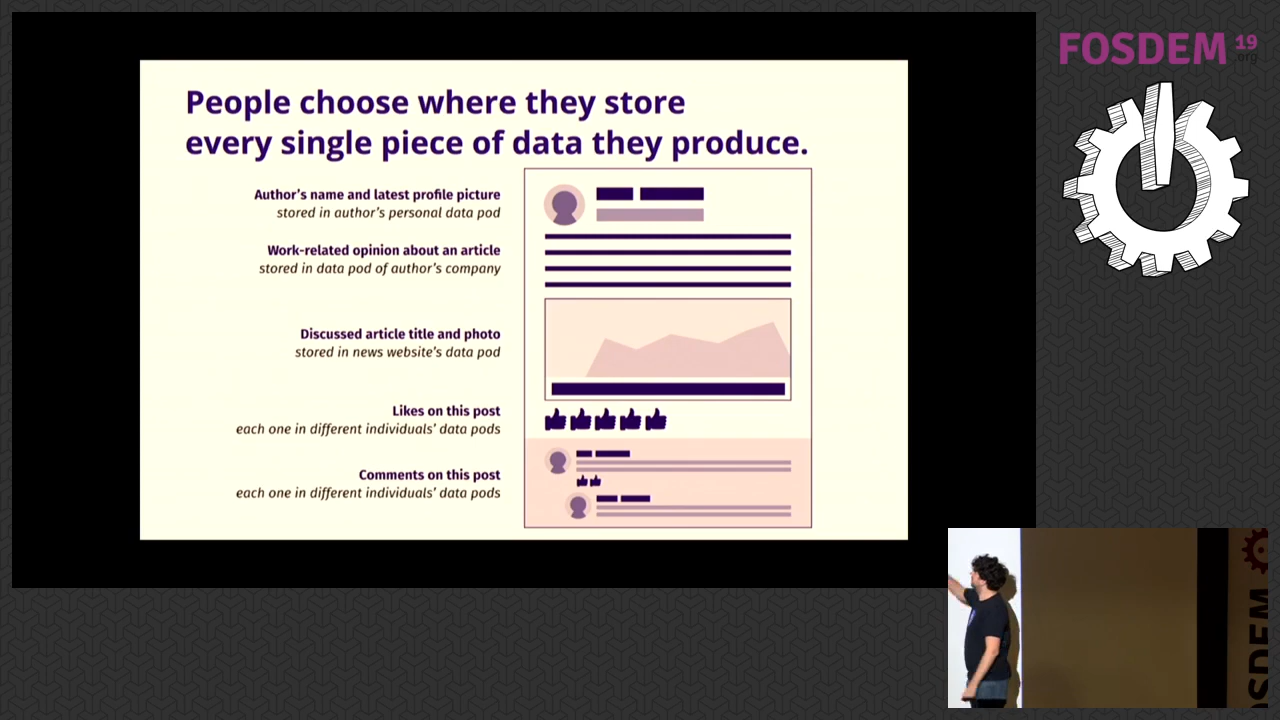 People choose where they store
every single piece of data they produce.
Author's name and latest profile picture
stored in author's personal data pod
Work-related opinion about an article
stored in data pod of author's company
Discussed article title and photo
stored in news website's data pod
Likes on this post
each one in different individuals' data pods
Comments on this post
each one in different individuals' data pods
FOSDEM 19
.org
FOSDEM